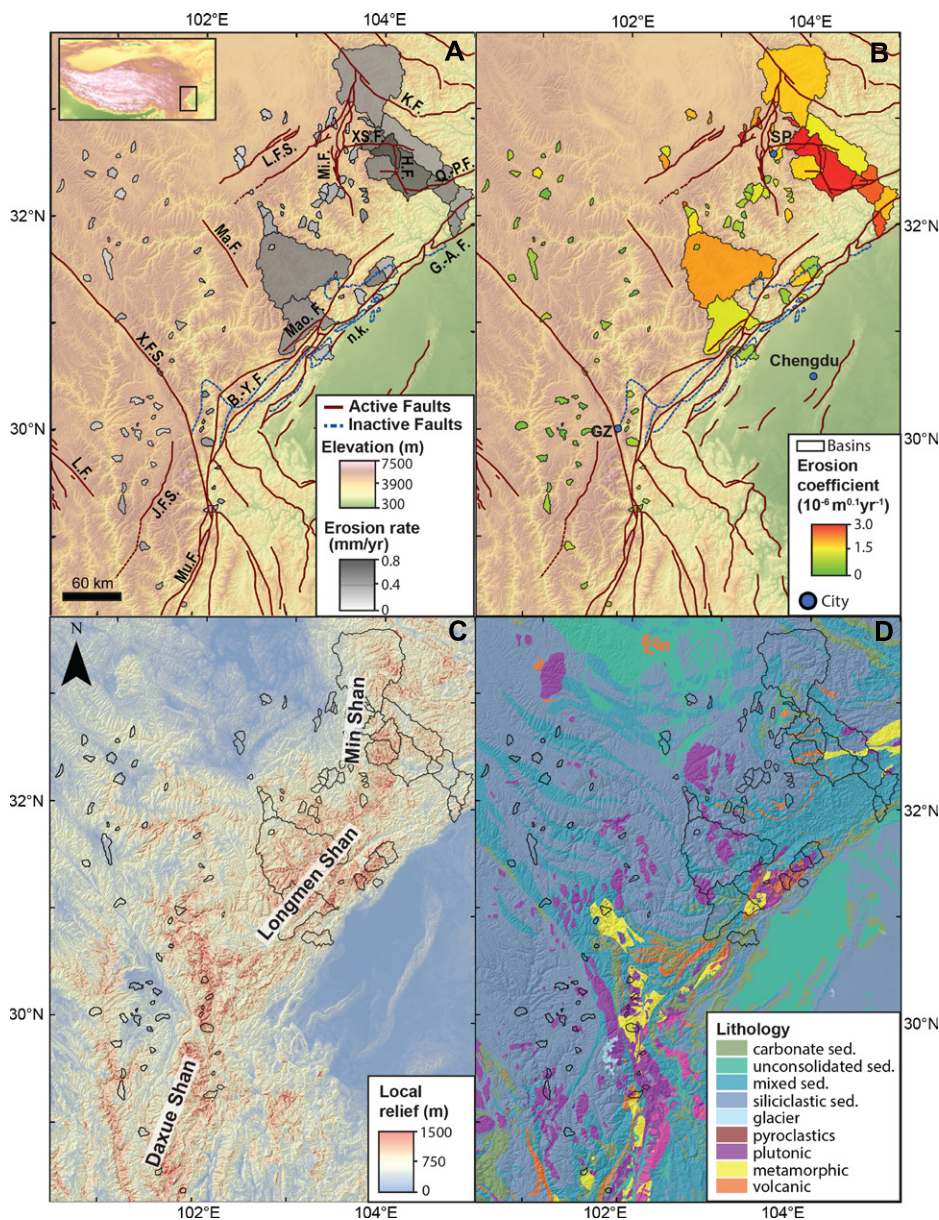 102°E
104°E
A
B
K.F.
XS.F.
L.F.S.
Mi.F.
H.F.
Q.-P.F.
SP
32°N
32°N
Ma.F.
G.-A. F.
Mao. F.
n.k.
X.F.S.
Chengdu
B.-Y. F.
30°N
GZ
30°N
L.F.
J.F.S.
Mu.F.
60 km
Active Faults
Inactive Faults
Elevation (m)
7500
3900
300
Erosion rate
(mm/yr)
0.8
0.4
0
Basins
Erosion
coefficient
(10⁻⁶ m⁰·¹yr⁻¹)
3.0
1.5
0
City
C
D
N
Min Shan
32°N
32°N
Longmen Shan
30°N
30°N
Daxue Shan
Local
relief (m)
1500
750
0
Lithology
carbonate sed.
unconsolidated sed.
mixed sed.
siliciclastic sed.
glacier
pyroclastics
plutonic
metamorphic
volcanic
102°E
104°E
102°E
104°E